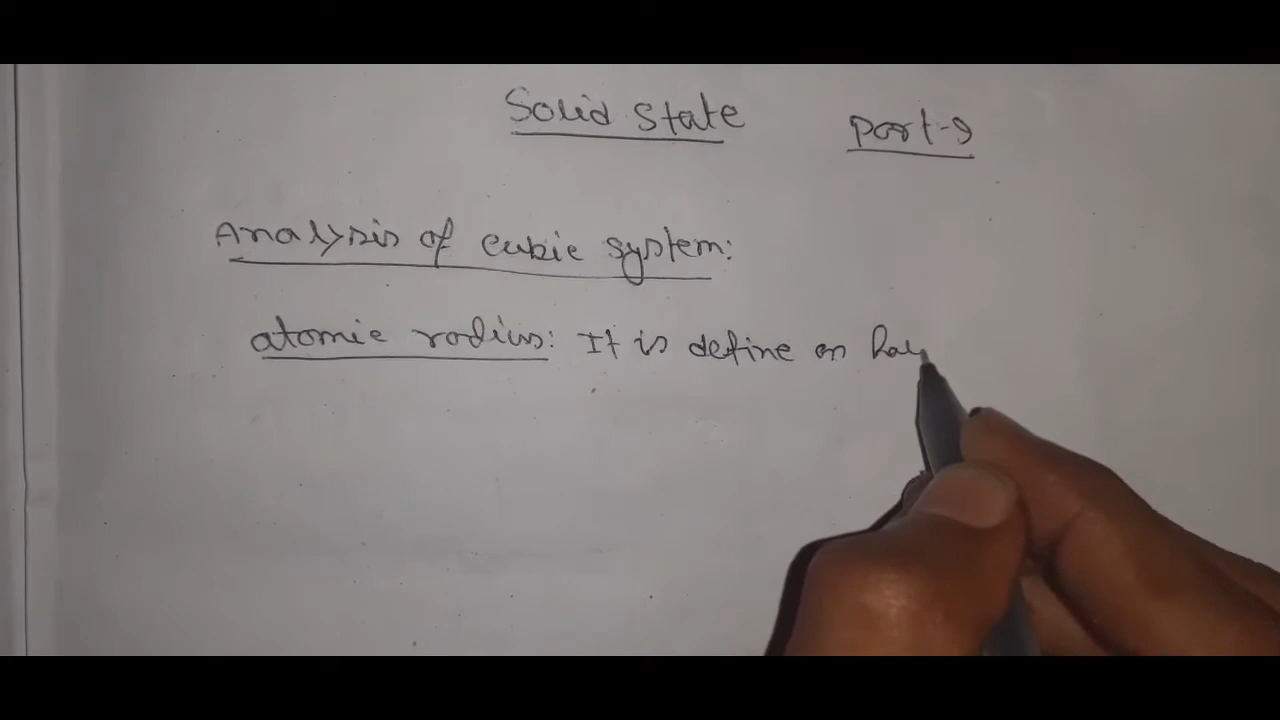 Solid State
Part-9
Analysis of cubic system:
atomic radius: It is define as